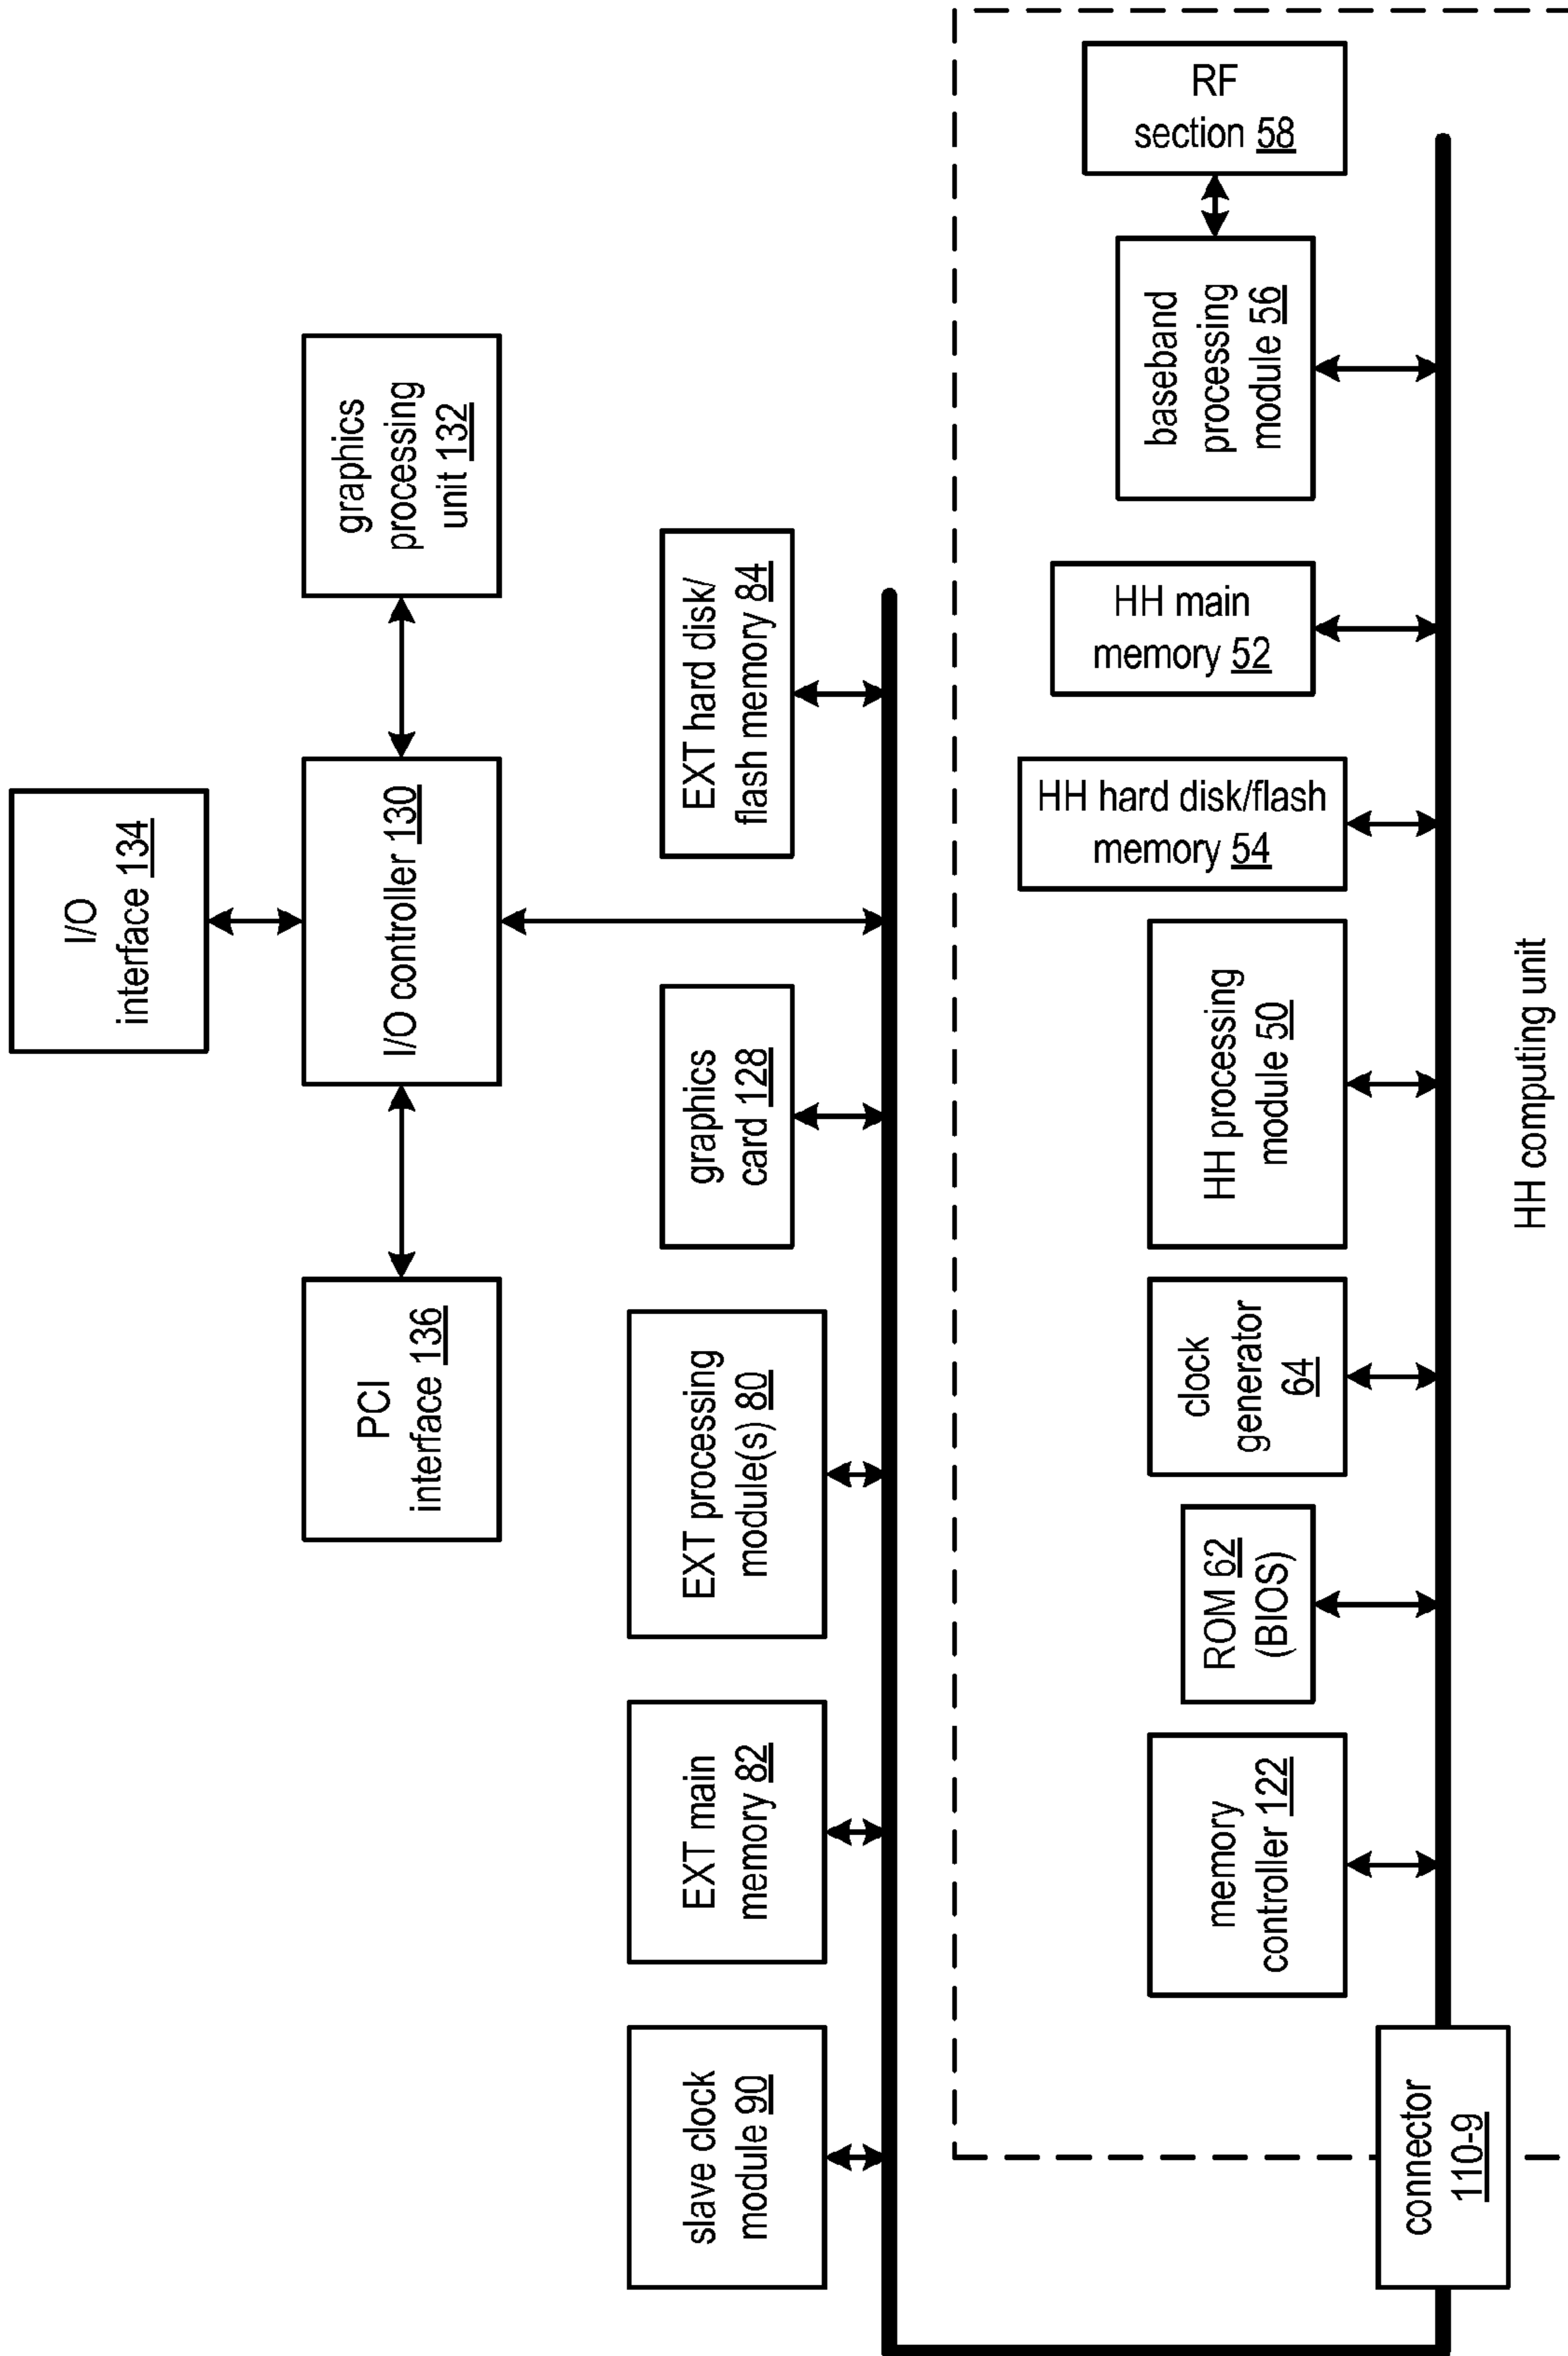 I/O
interface 134
PCI
interface 136
I/O controller 130
graphics
processing
unit 132
slave clock
module 90
EXT main
memory 82
EXT processing
module(s) 80
graphics
card 128
EXT hard disk/
flash memory 84
connector
110-9
memory
controller 122
ROM 62
(BIOS)
clock
generator
64
HH processing
module 50
HH hard disk/flash
memory 54
HH main
memory 52
baseband
processing
module 56
RF
section 58
HH computing unit